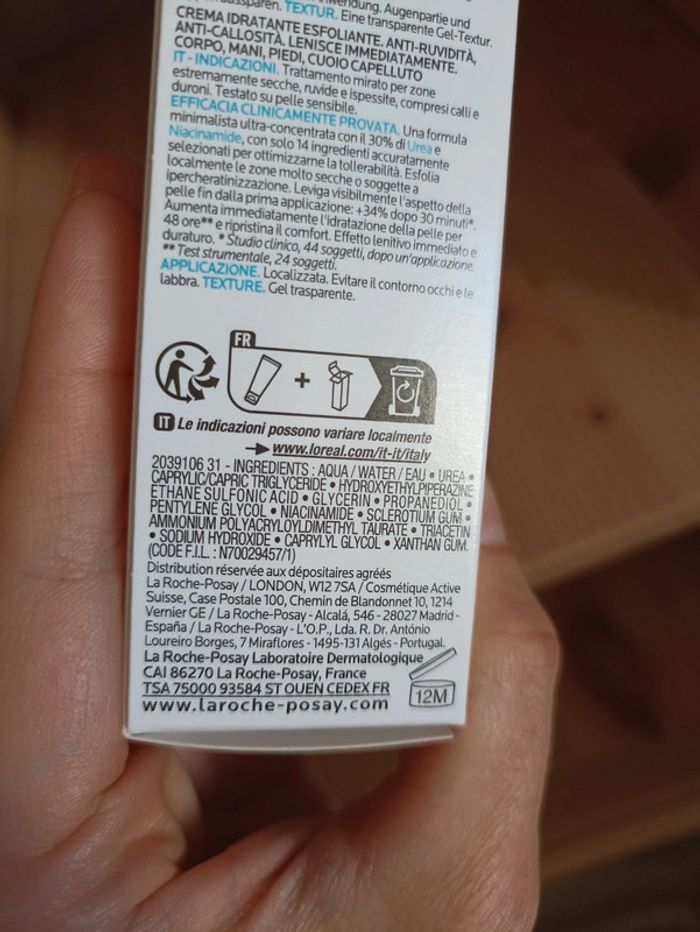 Anwendung. Augenpartie und
aussparen. TEXTUR. Eine transparente Gel-Textur.
CREMA IDRATANTE ESFOLIANTE. ANTI-RUVIDITÀ,
ANTI-CALLOSITÀ. LENISCE IMMEDIATAMENTE.
CORPO, MANI, PIEDI, CUOIO CAPELLUTO
IT - INDICAZIONI. Trattamento mirato per zone
estremamente secche, ruvide e ispessite, compresi calli e
duroni. Testato su pelle sensibile.
EFFICACIA CLINICAMENTE PROVATA. Una formula
minimalista ultra-concentrata con il 30% di Urea e
Niacinamide, con solo 14 ingredienti accuratamente
selezionati per ottimizzarne la tollerabilità. Esfolia
localmente le zone molto secche o soggette a
ipercheratinizzazione. Leviga visibilmente l'aspetto della
pelle fin dalla prima applicazione: +34% dopo 30 minuti*.
Aumenta immediatamente l'idratazione della pelle per
48 ore** e ripristina il comfort. Effetto lenitivo immediato e
duraturo. * Studio clinico, 44 soggetti, dopo un'applicazione.
** Test strumentale, 24 soggetti.
APPLICAZIONE. Localizzata. Evitare il contorno occhi e le
labbra. TEXTURE. Gel trasparente.
FR
+
IT Le indicazioni possono variare localmente
www.loreal.com/it-it/italy
2039106 31 - INGREDIENTS : AQUA / WATER / EAU • UREA •
CAPRYLIC/CAPRIC TRIGLYCERIDE • HYDROXYETHYLPIPERAZINE
ETHANE SULFONIC ACID • GLYCERIN • PROPANEDIOL •
PENTYLENE GLYCOL • NIACINAMIDE • SCLEROTIUM GUM •
AMMONIUM POLYACRYLOYLDIMETHYL TAURATE • TRIACETIN
• SODIUM HYDROXIDE • CAPRYLYL GLYCOL • XANTHAN GUM.
(CODE F.I.L. : N70029457/1)
Distribution réservée aux dépositaires agréés
La Roche-Posay / LONDON, W12 7SA / Cosmétique Active
Suisse, Case Postale 100, Chemin de Blandonnet 10, 1214
Vernier GE / La Roche-Posay - Alcalá, 546 - 28027 Madrid -
España / La Roche-Posay - L'O.P., Lda. R. Dr. António
Loureiro Borges, 7 Miraflores - 1495-131 Algés - Portugal.
La Roche-Posay Laboratoire Dermatologique
CAI 86270 La Roche-Posay, France
TSA 75000 93584 ST OUEN CEDEX FR
www.laroche-posay.com
12M